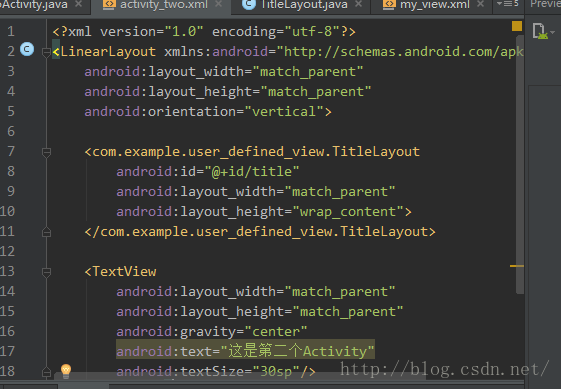 Activity.java activity_two.xml TitleLayout.java my_view.xml 5
Preview
1 <?xml version="1.0" encoding="utf-8"?>
2 <LinearLayout xmlns:android="http://schemas.android.com/apk
3 android:layout_width="match_parent"
4 android:layout_height="match_parent"
5 android:orientation="vertical">
6
7 <com.example.user_defined_view.TitleLayout
8 android:id="@+id/title"
9 android:layout_width="match_parent"
10 android:layout_height="wrap_content">
11 </com.example.user_defined_view.TitleLayout>
12
13 <TextView
14 android:layout_width="match_parent"
15 android:layout_height="match_parent"
16 android:gravity="center"
17 android:text="这是第二个Activity"
18 android:textSize="30sp"/>
http://blog.csdn.net/